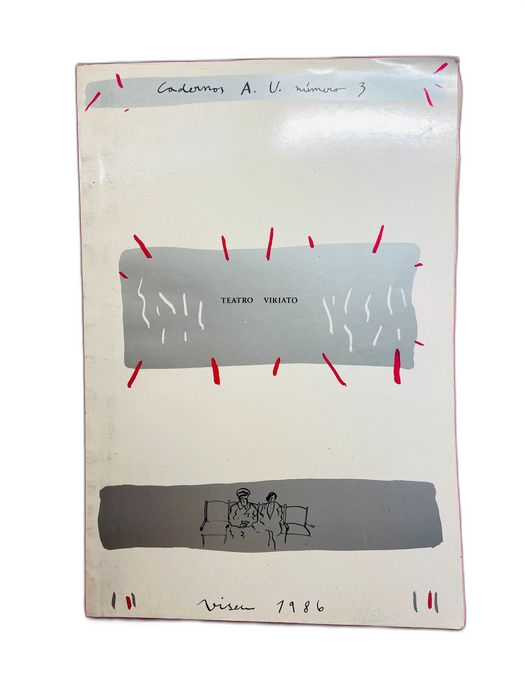 Cadernos A. U. número 3
TEATRO VIRIATO
Viseu 1986